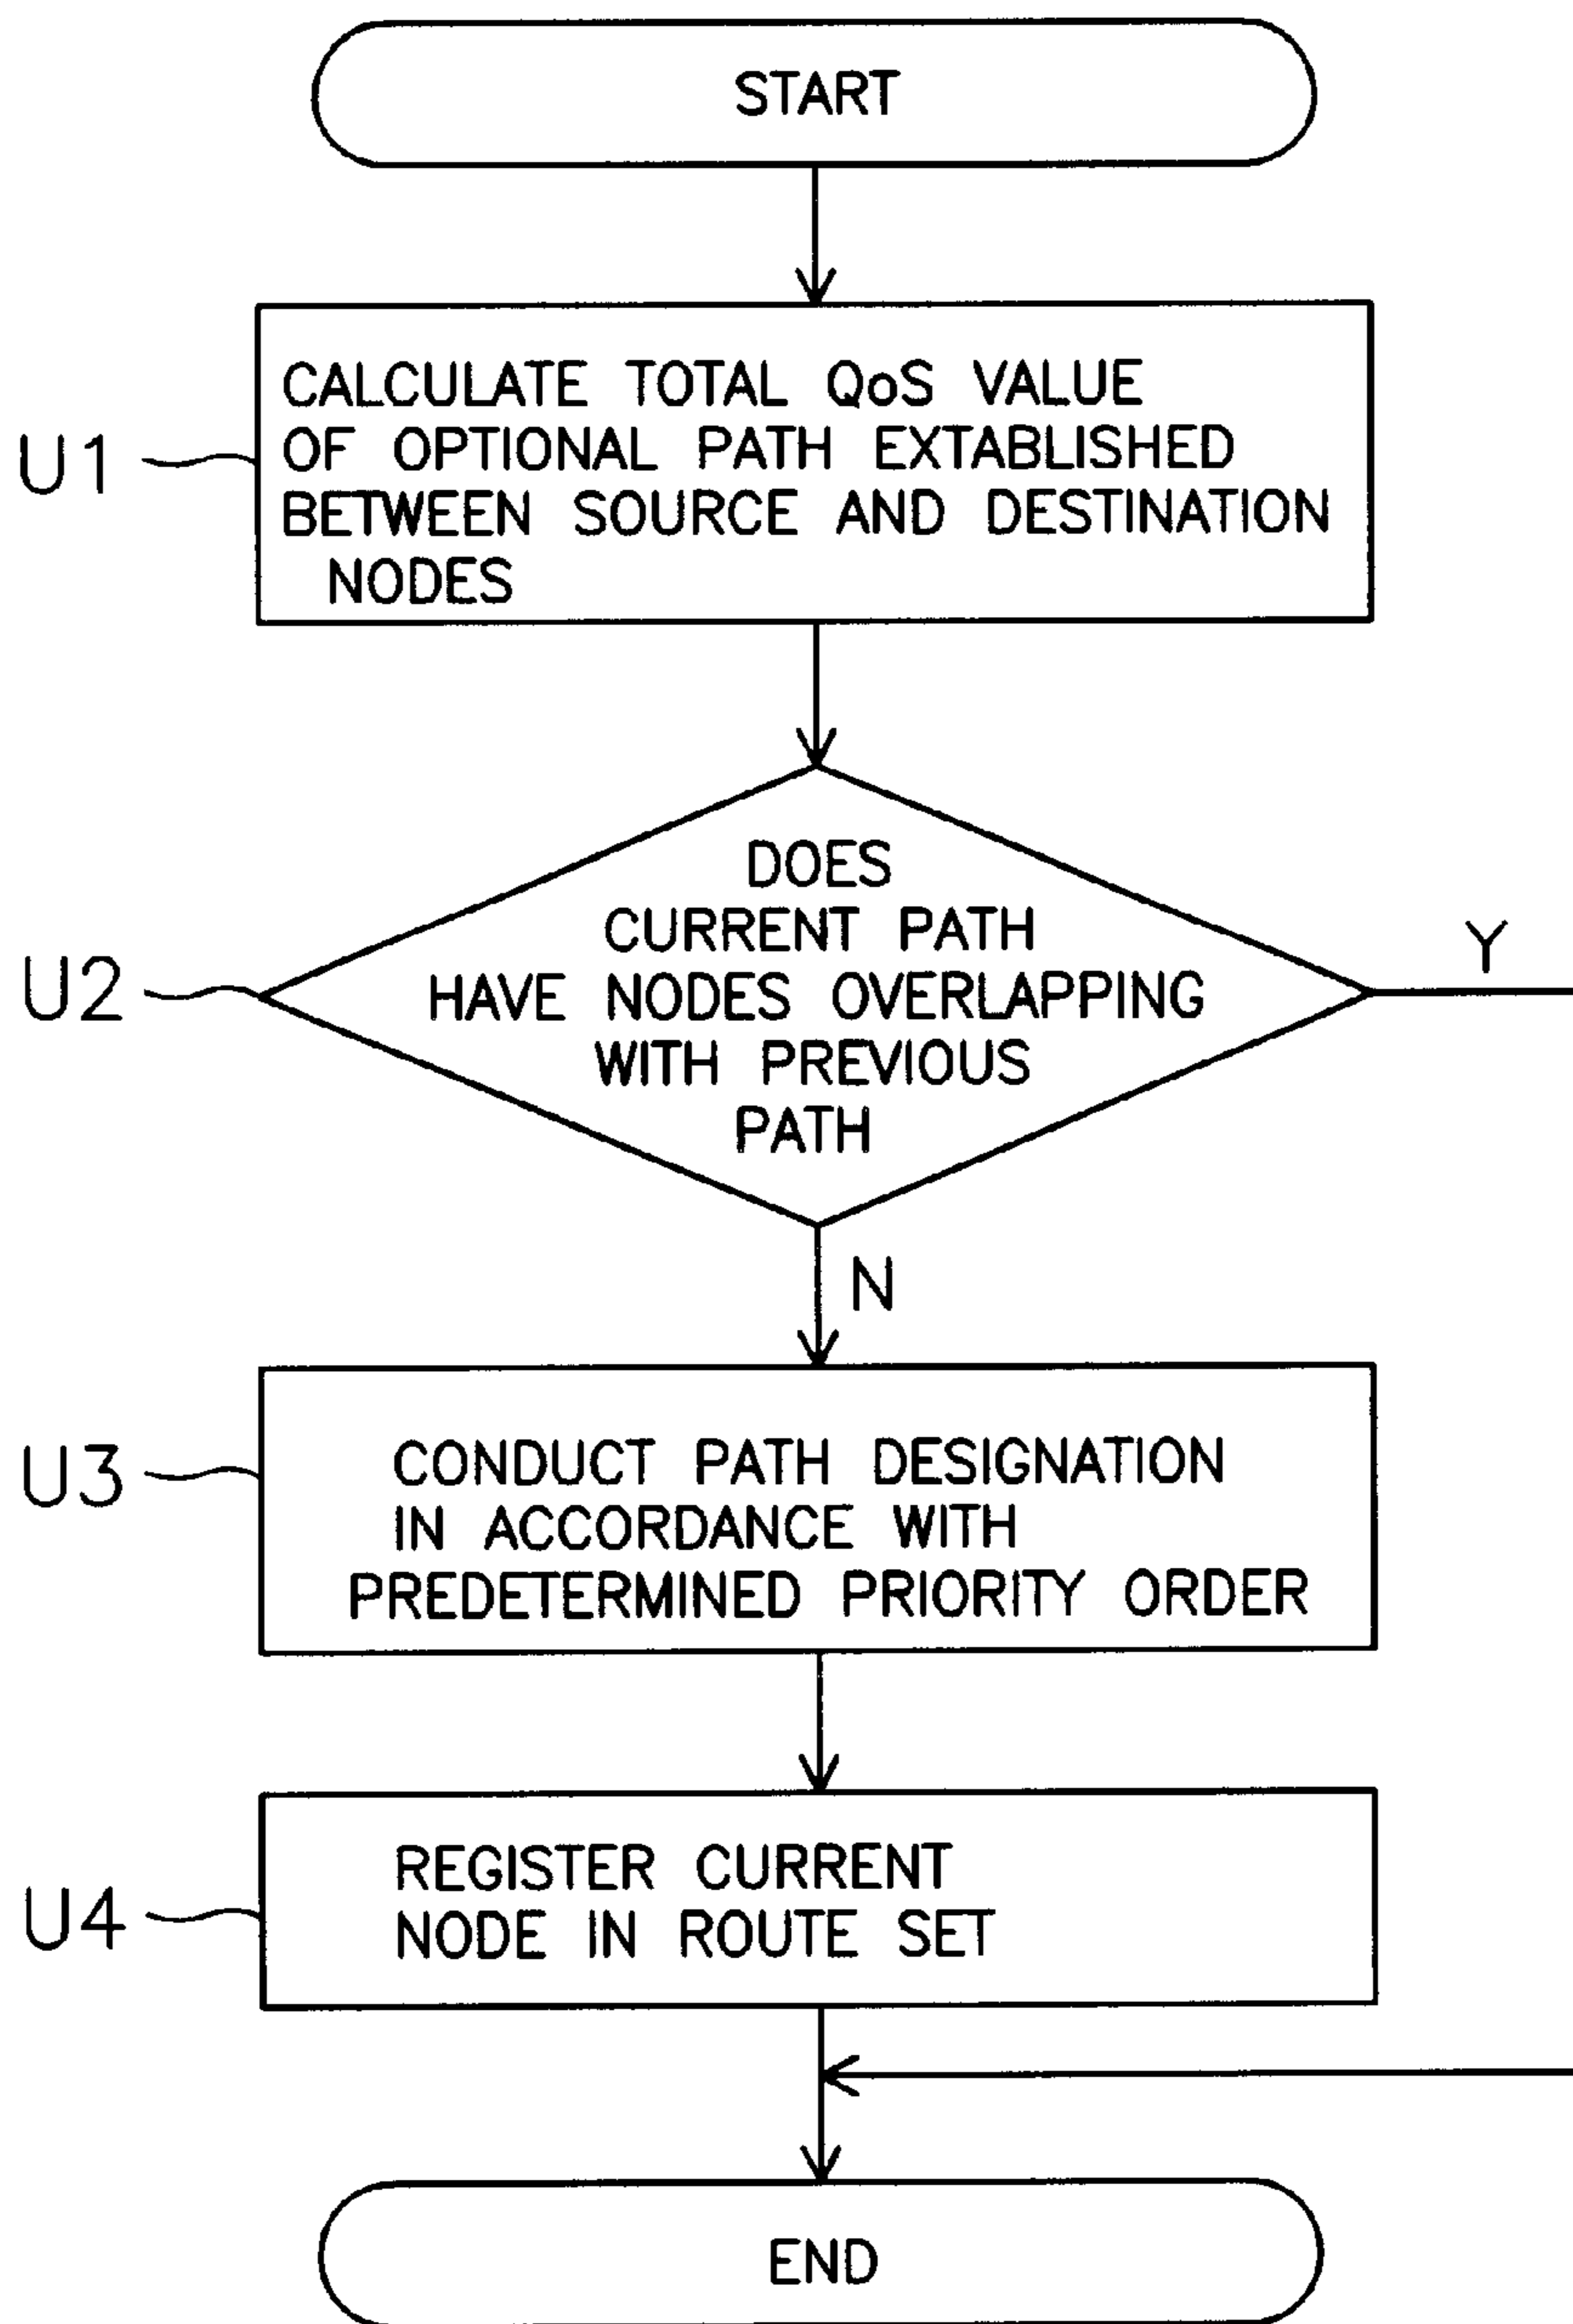 START
U1
CALCULATE TOTAL QoS VALUE
OF OPTIONAL PATH EXTABLISHED
BETWEEN SOURCE AND DESTINATION
NODES
U2
DOES
CURRENT PATH
HAVE NODES OVERLAPPING
WITH PREVIOUS
PATH
Y
N
U3
CONDUCT PATH DESIGNATION
IN ACCORDANCE WITH
PREDETERMINED PRIORITY ORDER
U4
REGISTER CURRENT
NODE IN ROUTE SET
END